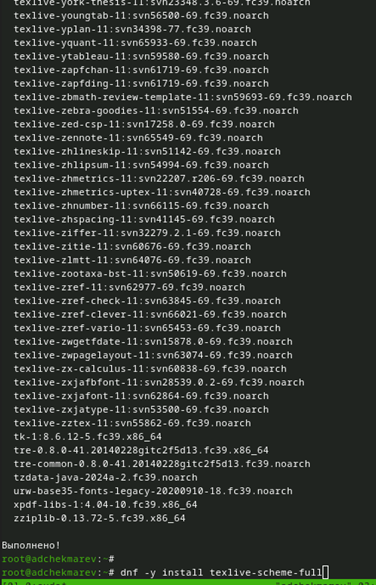 texlive-york-thesis-11:svn23348.3.6-69.fc39.noarch
texlive-youngtab-11:svn56500-69.fc39.noarch
texlive-yplan-11:svn34398-77.fc39.noarch
texlive-yquant-11:svn65933-69.fc39.noarch
texlive-ytableau-11:svn59580-69.fc39.noarch
texlive-zapfchan-11:svn61719-69.fc39.noarch
texlive-zapfding-11:svn61719-69.fc39.noarch
texlive-zbmath-review-template-11:svn59693-69.fc39.noarch
texlive-zebra-goodies-11:svn51554-69.fc39.noarch
texlive-zed-csp-11:svn17258.0-69.fc39.noarch
texlive-zennote-11:svn65549-69.fc39.noarch
texlive-zhlineskip-11:svn51142-69.fc39.noarch
texlive-zhlipsum-11:svn54994-69.fc39.noarch
texlive-zhmetrics-11:svn22207.r206-69.fc39.noarch
texlive-zhmetrics-uptex-11:svn40728-69.fc39.noarch
texlive-zhnumber-11:svn66115-69.fc39.noarch
texlive-zhspacing-11:svn41145-69.fc39.noarch
texlive-ziffer-11:svn32279.2.1-69.fc39.noarch
texlive-zitie-11:svn60676-69.fc39.noarch
texlive-zlmtt-11:svn64076-69.fc39.noarch
texlive-zootaxa-bst-11:svn50619-69.fc39.noarch
texlive-zref-11:svn62977-69.fc39.noarch
texlive-zref-check-11:svn63845-69.fc39.noarch
texlive-zref-clever-11:svn66021-69.fc39.noarch
texlive-zref-vario-11:svn65453-69.fc39.noarch
texlive-zwgetfdate-11:svn15878.0-69.fc39.noarch
texlive-zwpagelayout-11:svn63074-69.fc39.noarch
texlive-zx-calculus-11:svn60838-69.fc39.noarch
texlive-zxjafbfont-11:svn28539.0.2-69.fc39.noarch
texlive-zxjafont-11:svn62864-69.fc39.noarch
texlive-zxjatype-11:svn53500-69.fc39.noarch
texlive-zztex-11:svn55862-69.fc39.noarch
tk-1:8.6.12-5.fc39.x86_64
tre-0.8.0-41.20140228gitc2f5d13.fc39.x86_64
tre-common-0.8.0-41.20140228gitc2f5d13.fc39.noarch
tzdata-java-2024a-2.fc39.noarch
urw-base35-fonts-legacy-20200910-18.fc39.noarch
xpdf-libs-1:4.04-10.fc39.x86_64
zziplib-0.13.72-5.fc39.x86_64
Выполнено!
root@adchekmarev:~#
root@adchekmarev:~# dnf -y install texlive-scheme-full